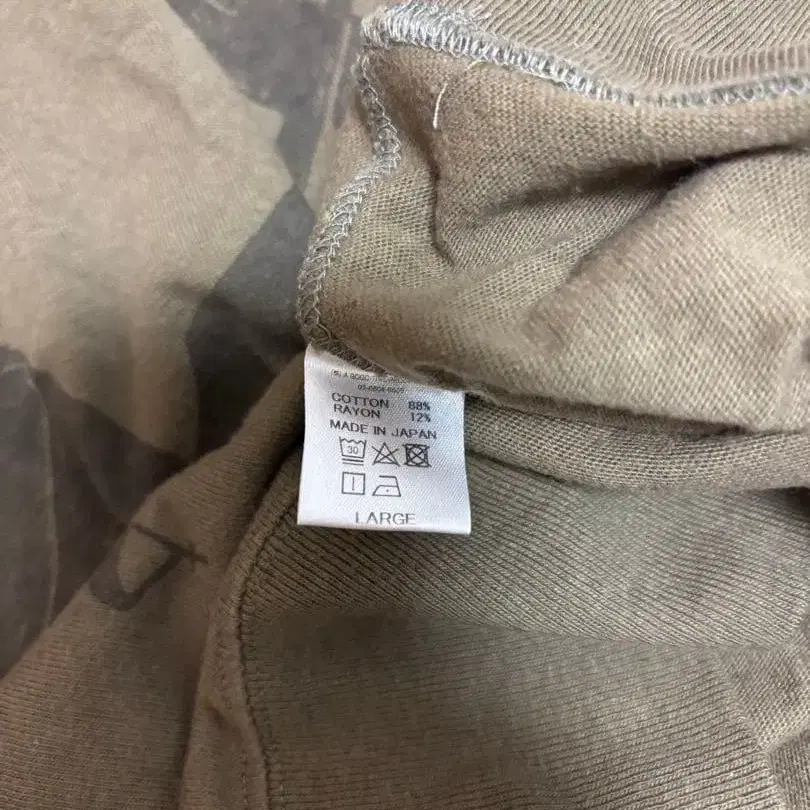 COTTON 88%
RAYON 12%
MADE IN JAPAN
30
LARGE